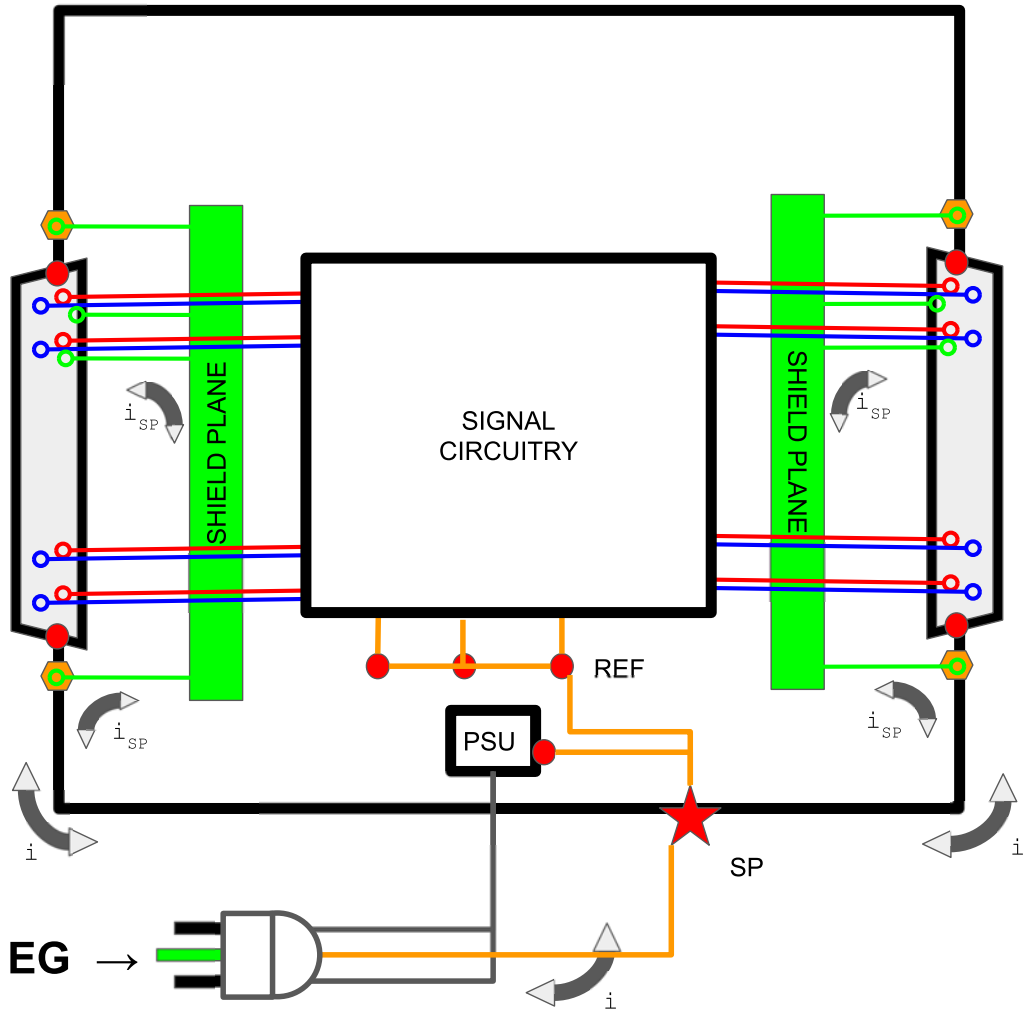 SHIELD PLANE
SIGNAL
CIRCUITRY
SHIELD PLANE
i SP
i SP
REF
i SP
PSU
i SP
i
SP
i
EG →
i